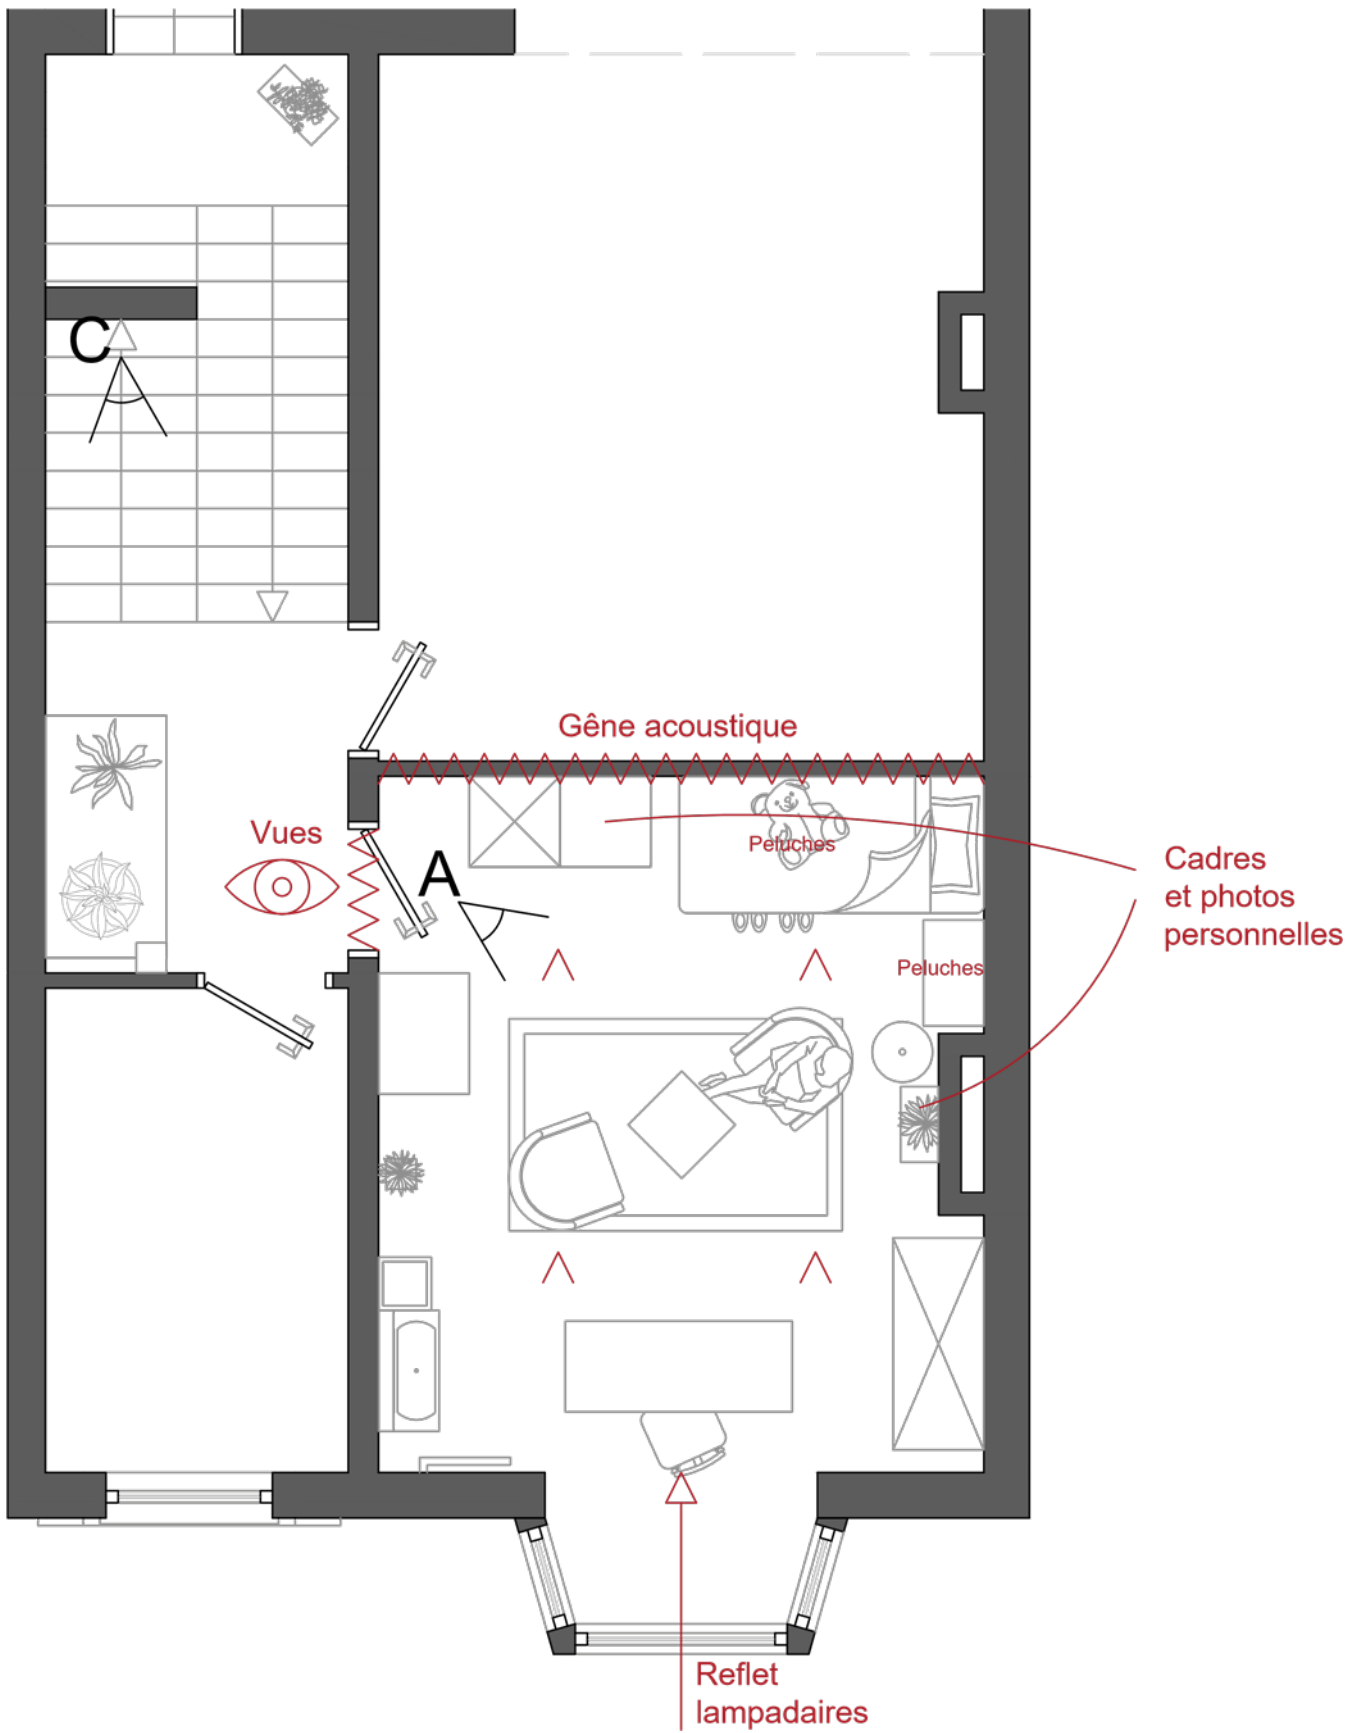 C
Gêne acoustique
Vues
A
Peluches
Cadres
et photos
personnelles
Peluches
Reflet
lampadaires